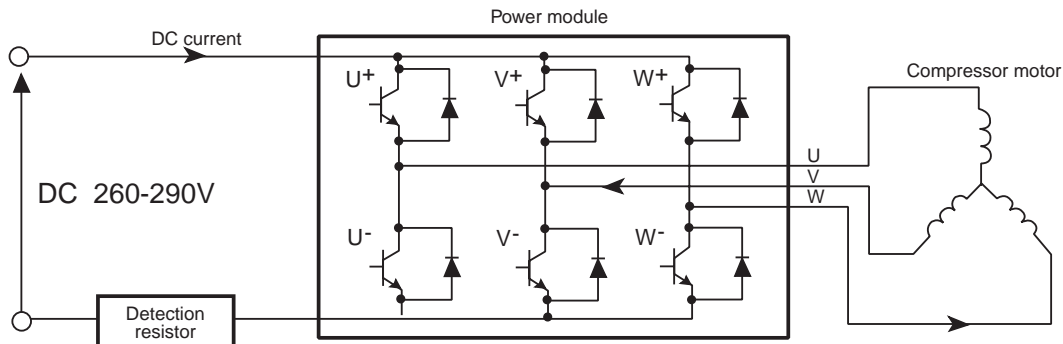 Power module
DC current
U+
V+
W+
Compressor motor
U
V
W
DC 260-290V
U-
V-
W-
Detection
resistor